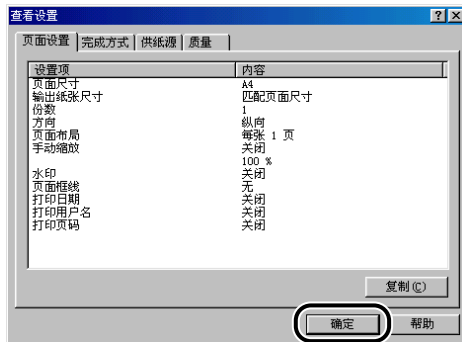 查看设置
页面设置 完成方式 供纸源 质量
设置项 内容
页面尺寸 A4
输出纸张尺寸 匹配页面尺寸
份数 1
方向 纵向
页面布局 每张 1 页
手动缩放 关闭
100 %
水印 关闭
页面框线 无
打印日期 关闭
打印用户名 关闭
打印页码 关闭
复制(C)
确定 帮助